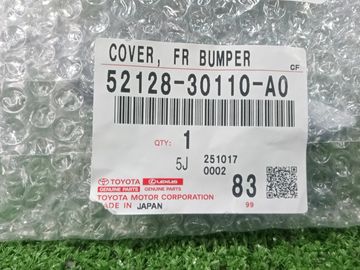 COVER, FR BUMPER
CF
52128-30110-A0
QTY: 1
5J 251017
0002
TOYOTA LEXUS
GENUINE PARTS GENUINE PARTS
83
TOYOTA MOTOR CORPORATION
MADE IN JAPAN
99